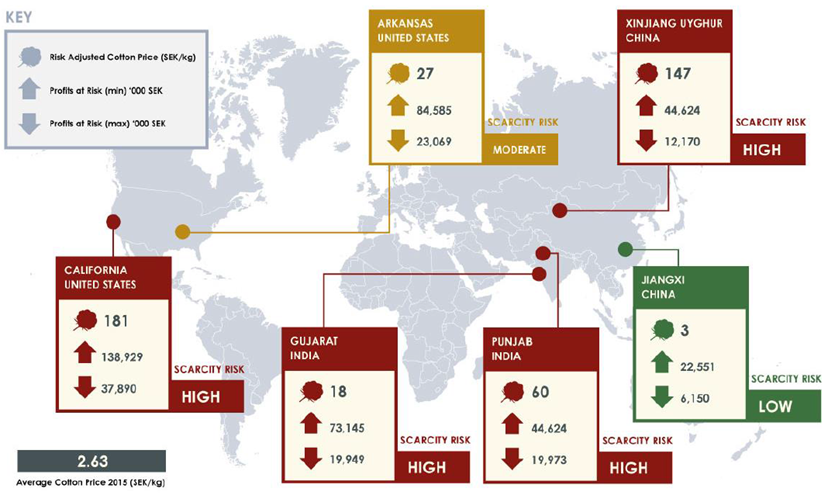 KEY
Risk Adjusted Cotton Price (SEK/kg)
Profits at Risk (min) '000 SEK
Profits at Risk (max) '000 SEK
ARKANSAS
UNITED STATES
27
84,585
23,069
SCARCITY RISK
MODERATE
XINJIANG UYGHUR
CHINA
147
44,624
12,170
SCARCITY RISK
HIGH
CALIFORNIA
UNITED STATES
181
138,929
37,890
SCARCITY RISK
HIGH
GUJARAT
INDIA
18
73,145
19,949
SCARCITY RISK
HIGH
PUNJAB
INDIA
60
44,624
19,973
SCARCITY RISK
HIGH
JIANGXI
CHINA
3
22,551
6,150
SCARCITY RISK
LOW
2.63
Average Cotton Price 2015 (SEK/kg)